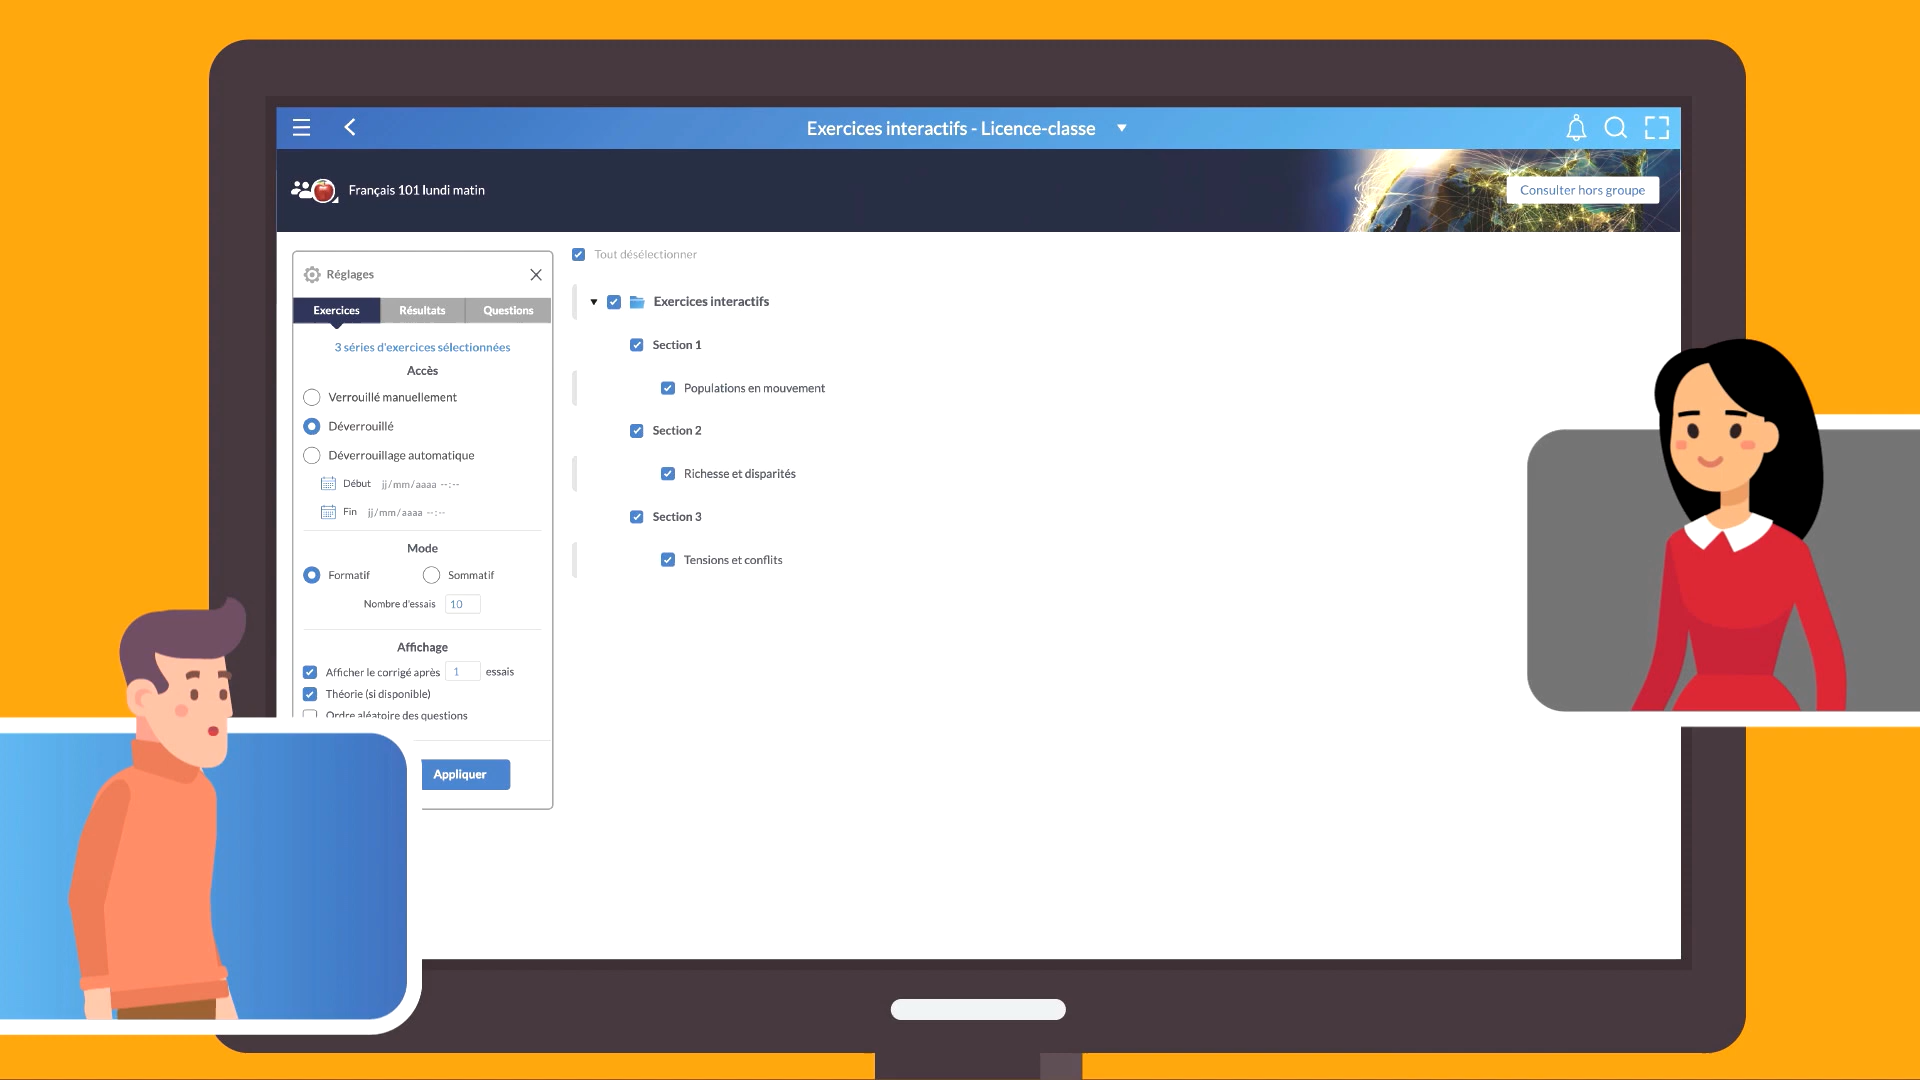 Exercices interactifs - Licence-classe
Français 101 lundi matin
Consulter hors groupe
Réglages
Exercices Résultats Questions
3 séries d'exercices sélectionnées
Accès
Verrouillé manuellement
Déverrouillé
Déverrouillage automatique
Début jj/mm/aaaa --:--
Fin jj/mm/aaaa --:--
Mode
Formatif Sommatif
Nombre d'essais 10
Affichage
Afficher le corrigé après 1 essais
Théorie (si disponible)
Ordre aléatoire des questions
Appliquer
Tout désélectionner
Exercices interactifs
Section 1
Populations en mouvement
Section 2
Richesse et disparités
Section 3
Tensions et conflits